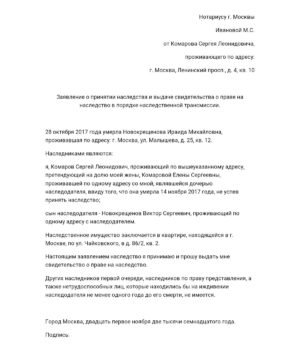 Нотариусу г. Москвы
Ивановой М.С.
от Комарова Сергея Леонидовича,
проживающего по адресу:
г. Москва, Ленинский просп., д. 4, кв. 10
Заявление о принятии наследства и выдаче свидетельства о праве на
наследство в порядке наследственной трансмиссии.
28 октября 2017 года умерла Новокрещенова Ираида Михайловна,
проживавшая по адресу: г. Москва, ул. Малышева, д. 25, кв. 12.
Наследниками являются:
я, Комаров Сергей Леонидович, проживающий по вышеуказанному адресу,
претендующий на долю моей жены, Комаровой Елены Сергеевны,
проживавшей по одному адресу со мной, являвшейся дочерью
наследодателя, ввиду того, что она умерла 14 ноября 2017 года, не успев
принять наследство;
сын наследодателя - Новокрещенов Виктор Сергеевич, проживающий по
одному адресу с наследодателем.
Наследственное имущество заключается в квартире, находящейся в г.
Москве, по ул. Чайковского, в д. 86/2, кв. 2.
Настоящим заявлением наследство я принимаю и прошу выдать мне
свидетельство о праве на наследство.
Других наследников первой очереди, наследников по праву представления, а
также нетрудоспособных лиц, которые находились бы на иждивении
наследодателя не менее одного года до его смерти, не имеется.
Город Москва, двадцать первое ноября две тысячи семнадцатого года.
Подпись: